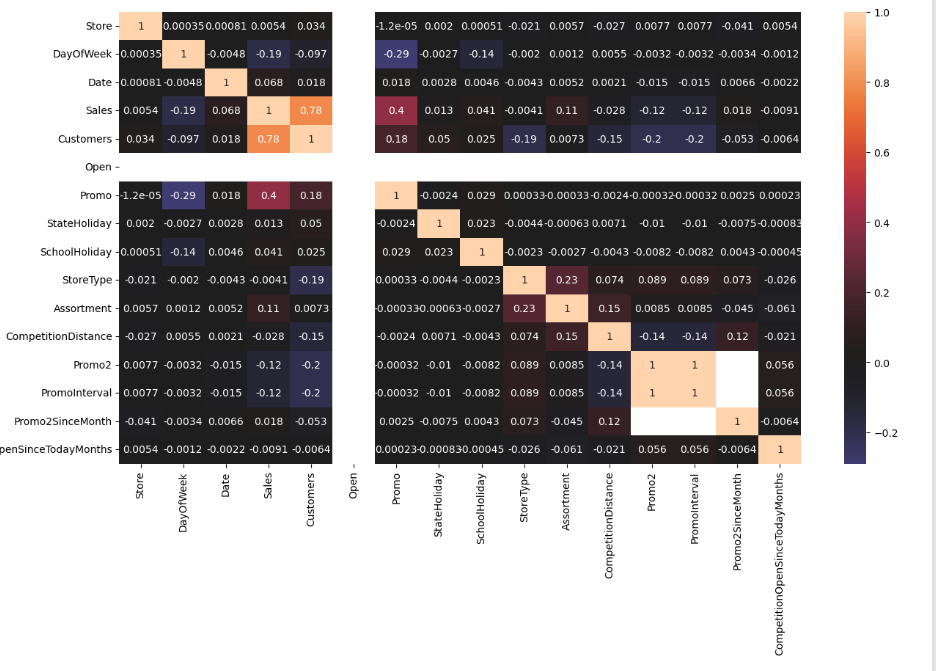 Store 1 0.00035 0.00081 0.0054 0.034 -1.2e-05 0.002 0.00051 -0.021 0.0057 -0.027 0.0077 0.0077 -0.041 0.0054
DayOfWeek 0.00035 1 -0.0048 -0.19 -0.097 -0.29 -0.0027 -0.14 -0.002 0.0012 0.0055 -0.0032 -0.0032 -0.0034 -0.0012
Date 0.00081 -0.0048 1 0.068 0.018 0.018 0.0028 0.0046 -0.0043 0.0052 0.0021 -0.015 -0.015 0.0066 -0.0022
Sales 0.0054 -0.19 0.068 1 0.78 0.4 0.013 0.041 -0.0041 0.11 -0.028 -0.12 -0.12 0.018 -0.0091
Customers 0.034 -0.097 0.018 0.78 1 0.18 0.05 0.025 -0.19 0.0073 -0.15 -0.2 -0.2 -0.053 -0.0064
Open
Promo -1.2e-05 -0.29 0.018 0.4 0.18 1 -0.0024 0.029 0.00033 -0.00033 -0.0024 -0.00032 -0.00032 0.0025 0.00023
StateHoliday 0.002 -0.0027 0.0028 0.013 0.05 -0.0024 1 0.023 -0.0044 -0.00063 0.0071 -0.01 -0.01 -0.0075 -0.00083
SchoolHoliday 0.00051 -0.14 0.0046 0.041 0.025 0.029 0.023 1 -0.0023 -0.0027 -0.0043 -0.0082 -0.0082 0.0043 -0.00045
StoreType -0.021 -0.002 -0.0043 -0.0041 -0.19 0.00033 -0.0044 -0.0023 1 0.23 0.074 0.089 0.089 0.073 -0.026
Assortment 0.0057 0.0012 0.0052 0.11 0.0073 -0.00033 -0.00063 -0.0027 0.23 1 0.15 0.0085 0.0085 -0.045 -0.061
CompetitionDistance -0.027 0.0055 0.0021 -0.028 -0.15 -0.0024 0.0071 -0.0043 0.074 0.15 1 -0.14 -0.14 0.12 -0.021
Promo2 0.0077 -0.0032 -0.015 -0.12 -0.2 -0.00032 -0.01 -0.0082 0.089 0.0085 -0.14 1 1 0.056
PromoInterval 0.0077 -0.0032 -0.015 -0.12 -0.2 -0.00032 -0.01 -0.0082 0.089 0.0085 -0.14 1 1 0.056
Promo2SinceMonth -0.041 -0.0034 0.0066 0.018 -0.053 0.0025 -0.0075 0.0043 0.073 -0.045 0.12 1 -0.0064
penSinceTodayMonths 0.0054 -0.0012 -0.0022 -0.0091 -0.0064 0.00023 -0.00083 -0.00045 -0.026 -0.061 -0.021 0.056 0.056 -0.0064 1
Store
DayOfWeek
Date
Sales
Customers
Open
Promo
StateHoliday
SchoolHoliday
StoreType
Assortment
CompetitionDistance
Promo2
PromoInterval
Promo2SinceMonth
CompetitionOpenSinceTodayMonths
1.0
0.8
0.6
0.4
0.2
0.0
−0.2